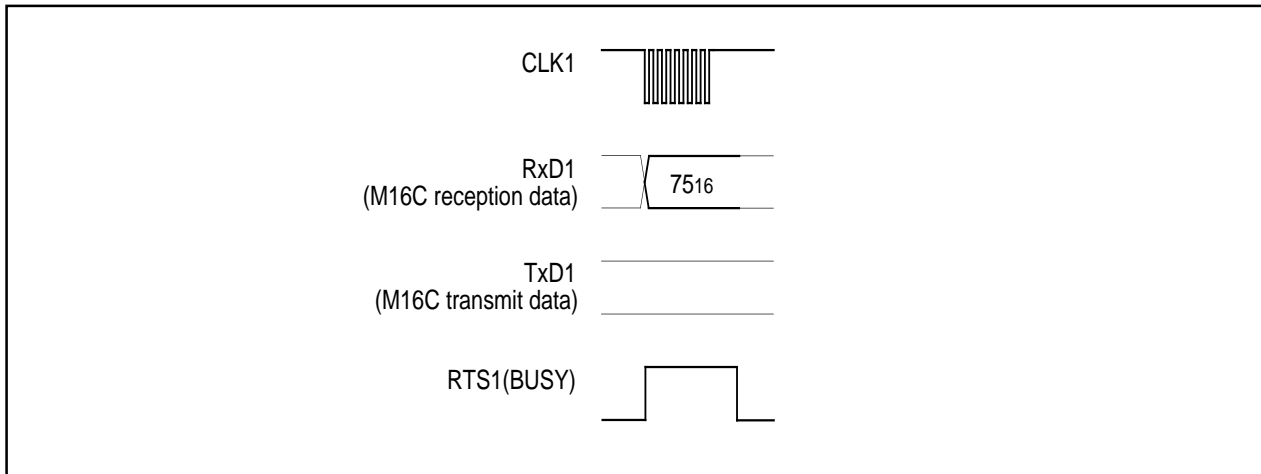 CLK1
RxD1
(M16C reception data)
7516
TxD1
(M16C transmit data)
RTS1(BUSY)